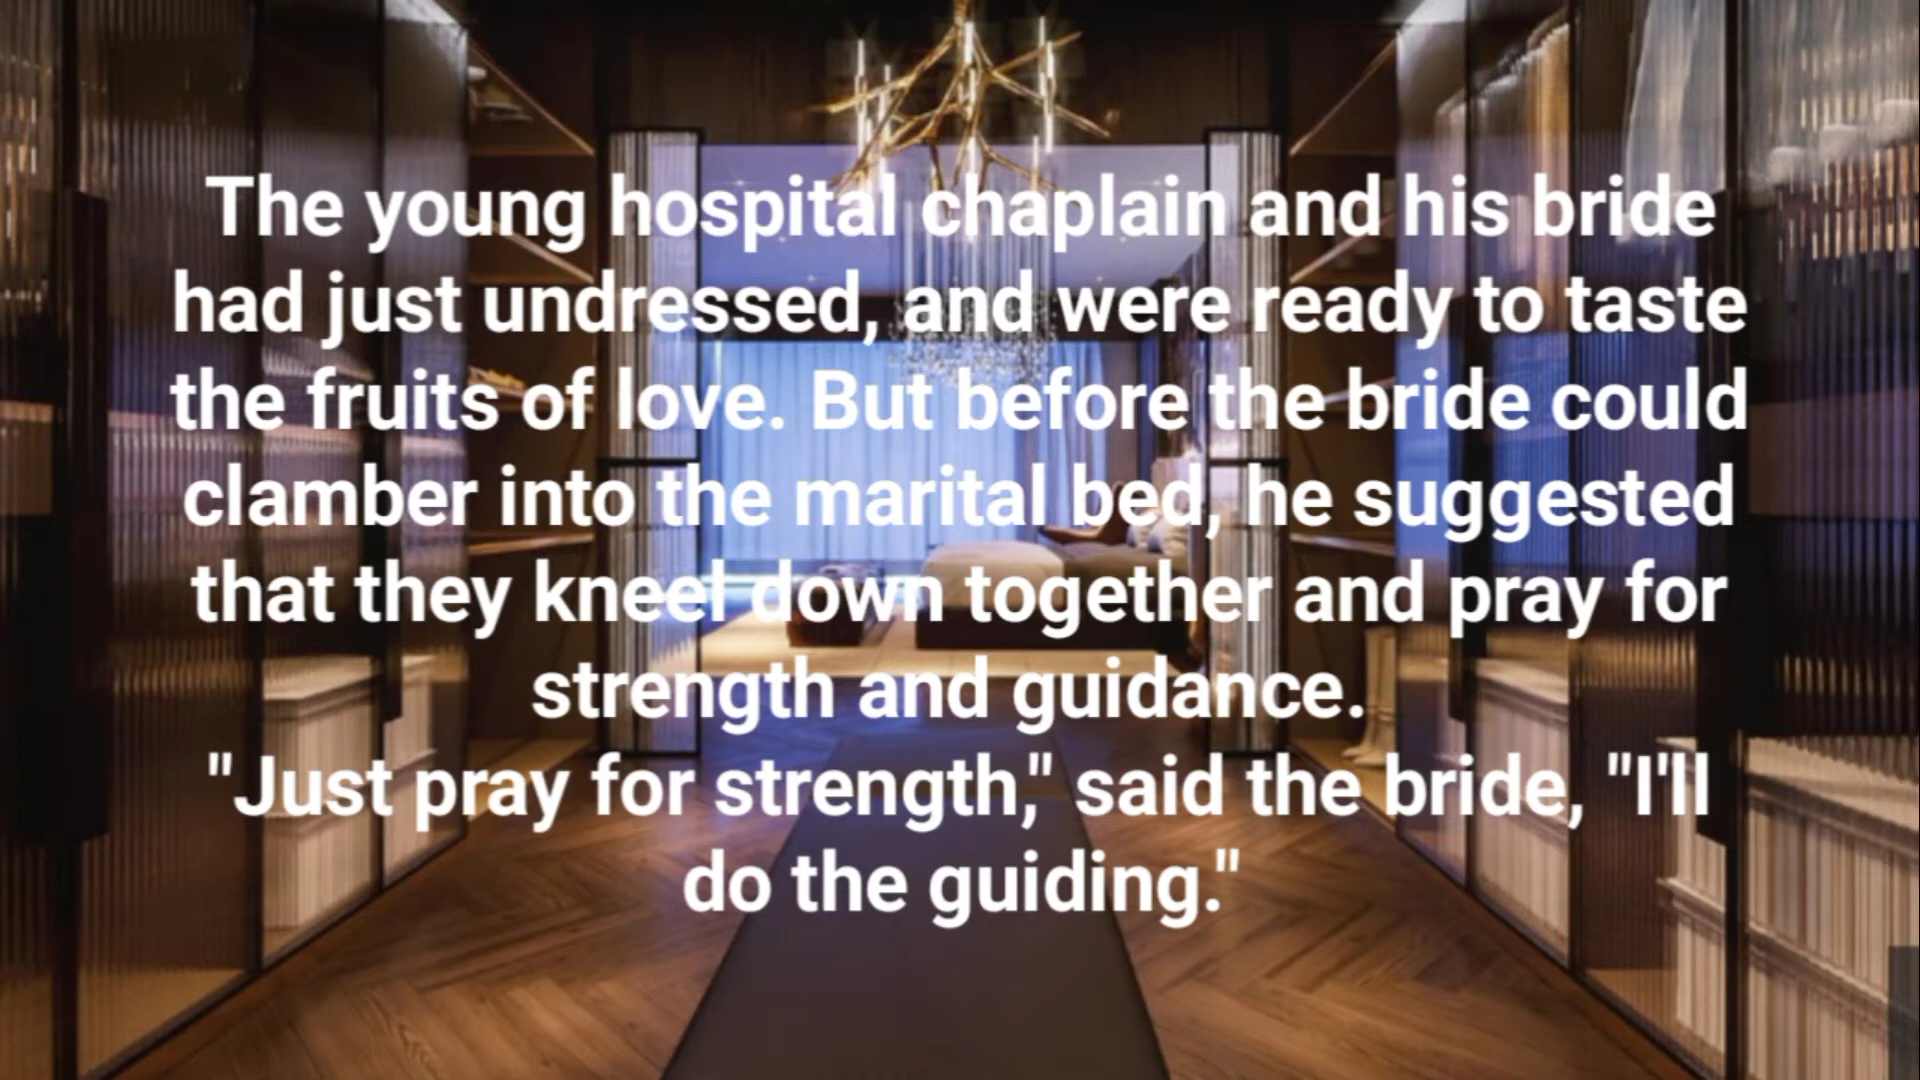 The young hospital chaplain and his bride
had just undressed, and were ready to taste
the fruits of love. But before the bride could
clamber into the marital bed, he suggested
that they kneel down together and pray for
strength and guidance.
"Just pray for strength," said the bride, "I'll
do the guiding."